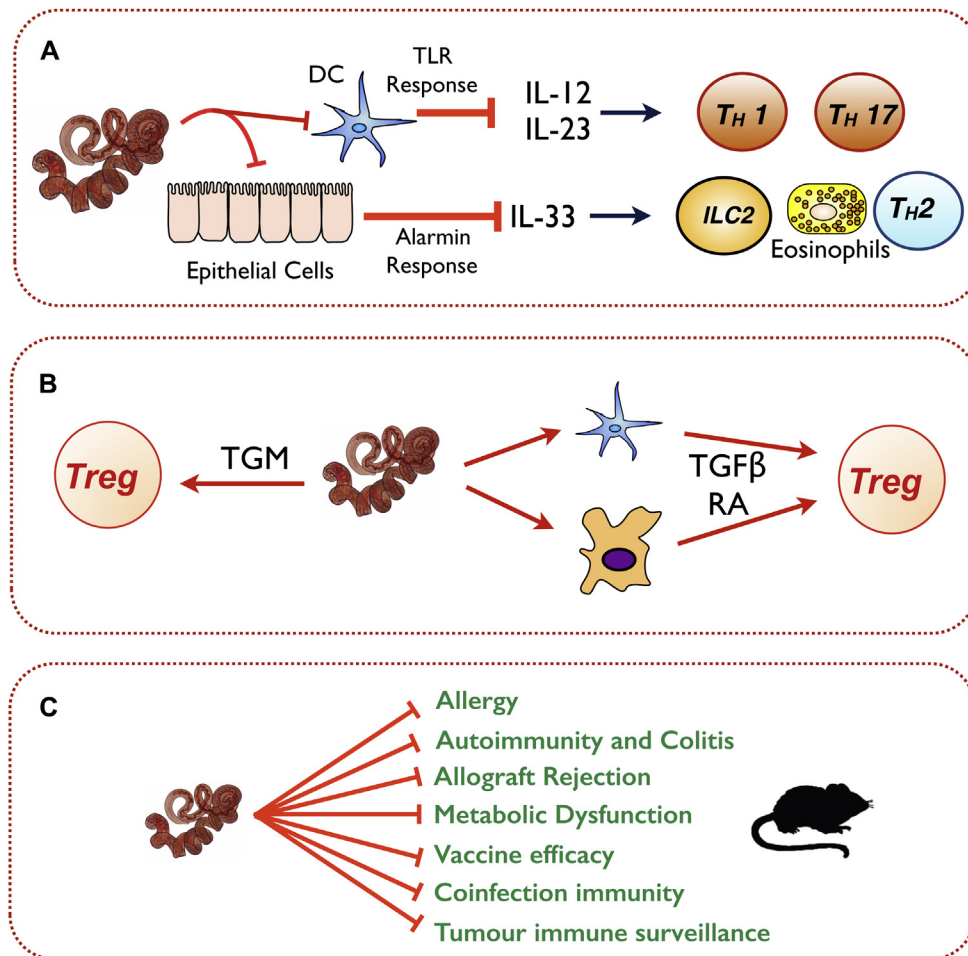 A
DC
TLR
Response
IL-12
IL-23
TH 1
TH 17
Epithelial Cells
Alarmin
Response
IL-33
ILC2
Eosinophils
TH2
B
Treg
TGM
TGFβ
RA
Treg
C
Allergy
Autoimmunity and Colitis
Allograft Rejection
Metabolic Dysfunction
Vaccine efficacy
Coinfection immunity
Tumour immune surveillance